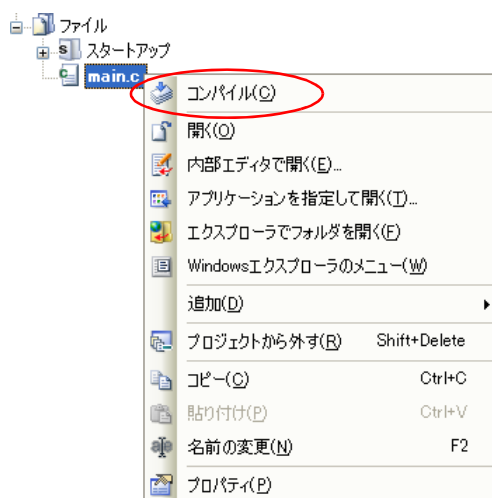 ファイル
スタートアップ
main.c
コンパイル(C)
開く(O)
内部エディタで開く(E)...
アプリケーションを指定して開く(T)...
エクスプローラでフォルダを開く(F)
Windowsエクスプローラのメニュー(W)
追加(D)
プロジェクトから外す(R) Shift+Delete
コピー(C) Ctrl+C
貼り付け(P) Ctrl+V
名前の変更(N) F2
プロパティ(P)